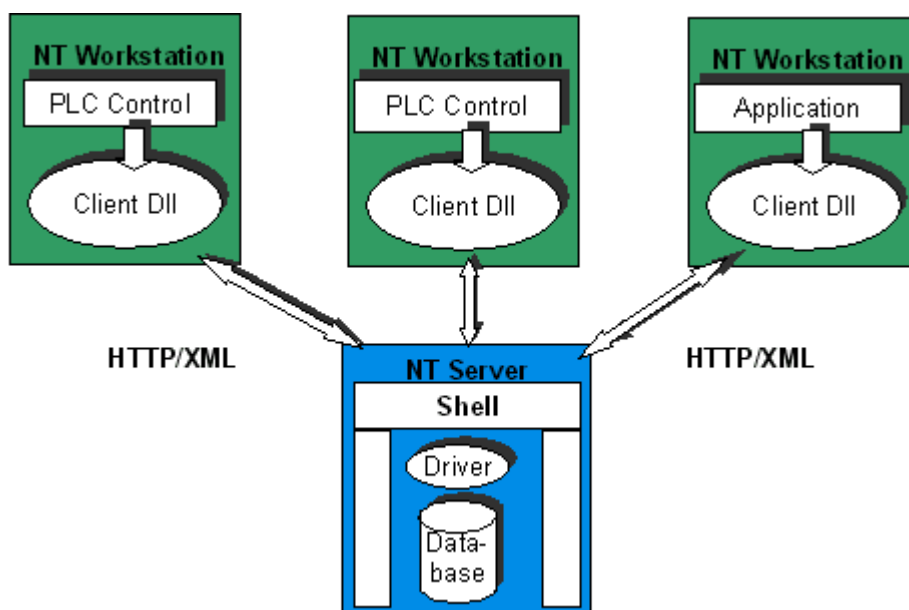 NT Workstation
PLC Control
Client Dll
NT Workstation
PLC Control
Client Dll
NT Workstation
Application
Client Dll
HTTP/XML
HTTP/XML
NT Server
Shell
Driver
Data-
base